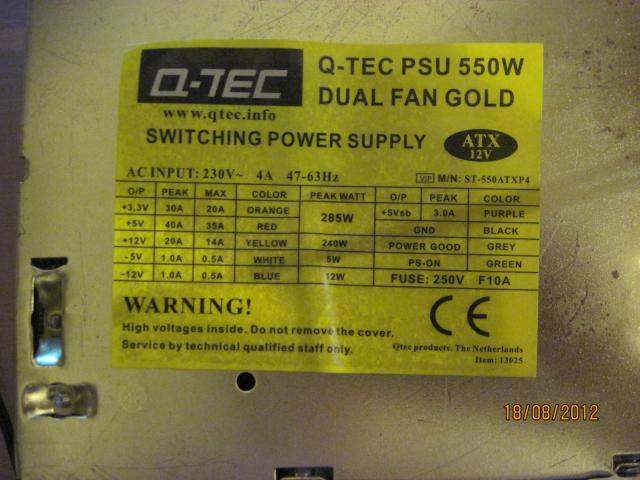 Q-TEC
www.qtec.info
Q-TEC PSU 550W
DUAL FAN GOLD
SWITCHING POWER SUPPLY
ATX
12V
AC INPUT: 230V~ 4A 47-63Hz
VIP M/N: ST-550ATXP4
O/P PEAK MAX COLOR PEAK WATT O/P PEAK COLOR
+3.3V 30A 20A ORANGE 285W +5Vsb 3.0A PURPLE
+5V 40A 35A RED GND BLACK
+12V 20A 14A YELLOW 240W POWER GOOD GREY
-5V 1.0A 0.5A WHITE 5W PS-ON GREEN
-12V 1.0A 0.5A BLUE 12W FUSE: 250V F10A
WARNING!
High voltages inside. Do not remove the cover.
Service by technical qualified staff only.
CE
Qtec products. The Netherlands
Item: 13025
18/08/2012